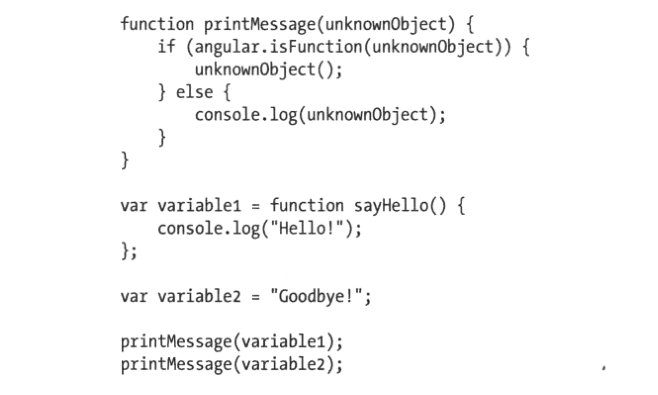 function printMessage(unknownObject) {
    if (angular.isFunction(unknownObject)) {
        unknownObject();
    } else {
        console.log(unknownObject);
    }
}

var variable1 = function sayHello() {
    console.log("Hello!");
};

var variable2 = "Goodbye!";

printMessage(variable1);
printMessage(variable2);